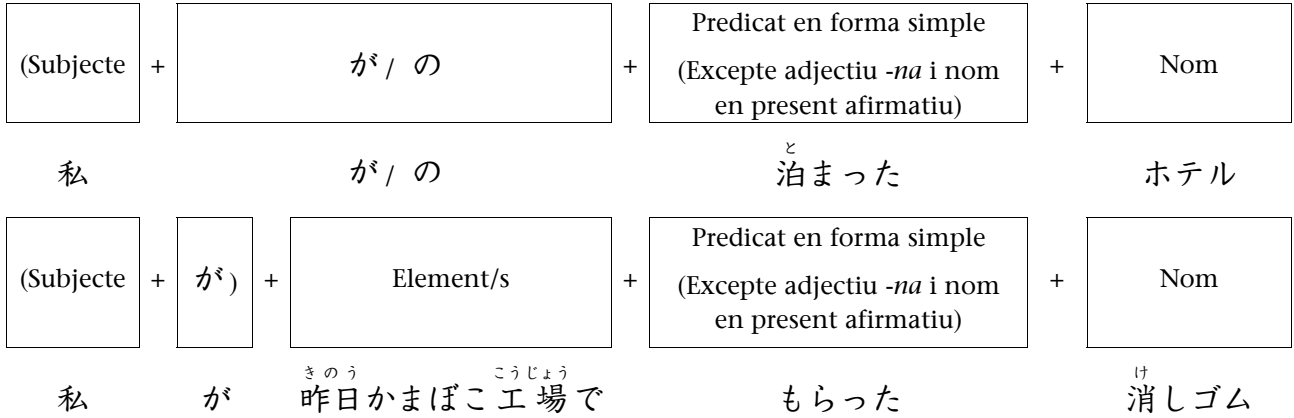 (Subjecte + が / の + Predicat en forma simple + Nom
(Excepte adjectiu -na i nom
en present afirmatiu)
と
私 が / の 泊まった ホテル
(Subjecte + が ) + Element/s + Predicat en forma simple + Nom
(Excepte adjectiu -na i nom
en present afirmatiu)
きのう こうじょう け
私 が 昨日かまぼこ工場で もらった 消しゴム